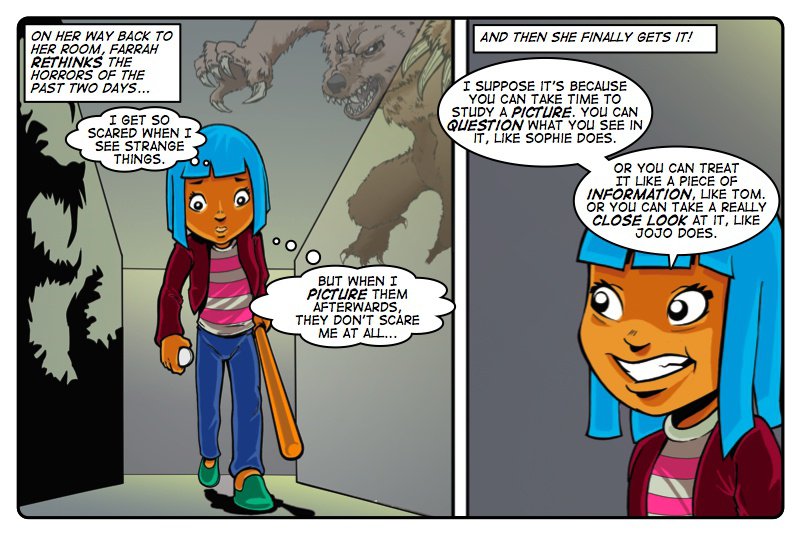 ON HER WAY BACK TO
HER ROOM, FARRAH
RETHINKS THE
HORRORS OF THE
PAST TWO DAYS...
I GET SO
SCARED WHEN I
SEE STRANGE
THINGS.
BUT WHEN I
PICTURE THEM
AFTERWARDS,
THEY DON'T SCARE
ME AT ALL...
AND THEN SHE FINALLY GETS IT!
I SUPPOSE IT'S BECAUSE
YOU CAN TAKE TIME TO
STUDY A PICTURE. YOU CAN
QUESTION WHAT YOU SEE IN
IT, LIKE SOPHIE DOES.
OR YOU CAN TREAT
IT LIKE A PIECE OF
INFORMATION, LIKE TOM.
OR YOU CAN TAKE A REALLY
CLOSE LOOK AT IT, LIKE
JOJO DOES.